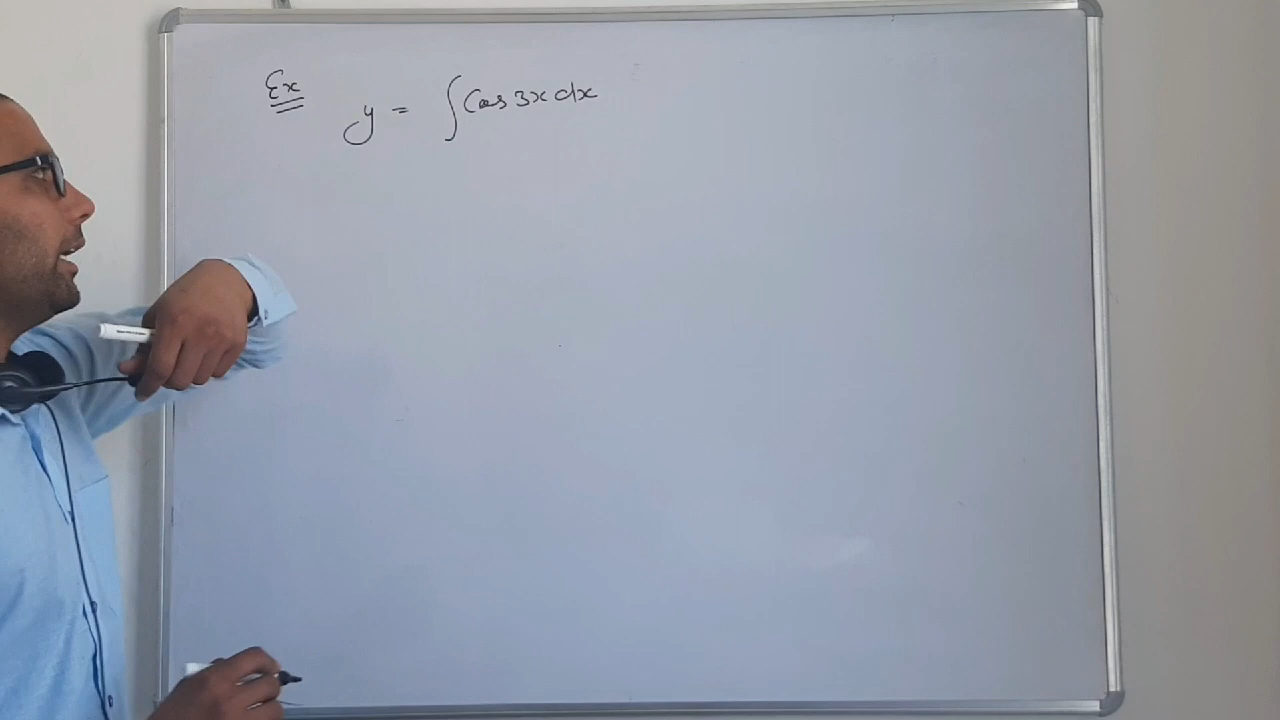 Ex
y = ∫ Cos 3x dx